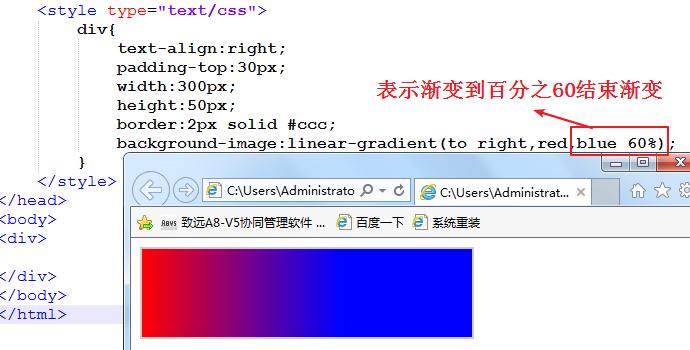 <style type="text/css">
div{
text-align:right;
padding-top:30px;
width:300px;
height:50px;
border:2px solid #ccc;
background-image:linear-gradient(to right,red,blue 60%);
}
</style>
</head>
<body>
<div>
</div>
</body>
</html>
表示渐变到百分之60结束渐变
C:\Users\Administrato
C:\Users\Administrat...
致远A8-V5协同管理软件 ...
百度一下
系统重装